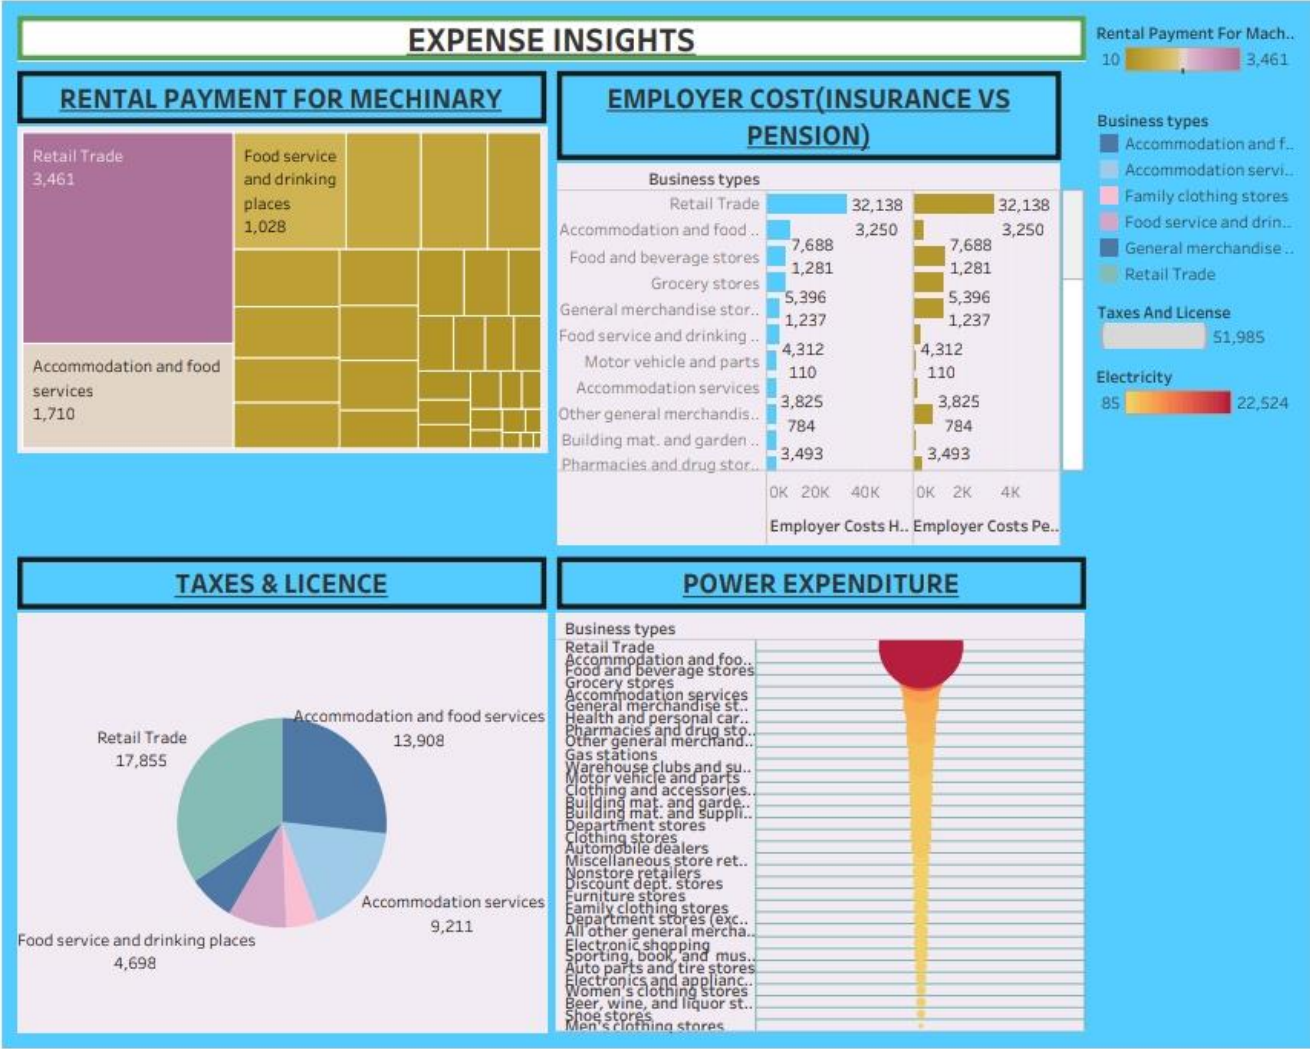 EXPENSE INSIGHTS
RENTAL PAYMENT FOR MECHINARY
Retail Trade
3,461
Food service
and drinking
places
1,028
Accommodation and food
services
1,710
EMPLOYER COST(INSURANCE VS
PENSION)
Business types
Retail Trade
32,138
32,138
Accommodation and food ..
3,250
3,250
Food and beverage stores
7,688
7,688
Grocery stores
1,281
1,281
General merchandise stor..
5,396
5,396
Food service and drinking ..
1,237
1,237
Motor vehicle and parts
4,312
4,312
Accommodation services
110
110
Other general merchandis..
3,825
3,825
Building mat. and garden ..
784
784
Pharmacies and drug stor..
3,493
3,493
0K 20K 40K
0K 2K 4K
Employer Costs H..
Employer Costs Pe..
Rental Payment For Mach..
10
3,461
Business types
Accommodation and f..
Accommodation servi..
Family clothing stores
Food service and drin..
General merchandise ..
Retail Trade
Taxes And License
51,985
Electricity
85
22,524
TAXES & LICENCE
Accommodation and food services
13,908
Retail Trade
17,855
Accommodation services
9,211
Food service and drinking places
4,698
POWER EXPENDITURE
Business types
Retail Trade
Accommodation and foo..
Food and beverage stores
Grocery stores
Accommodation services
General merchandise st..
Health and personal car..
Pharmacies and drug sto..
Other general merchand..
Gas stations
Warehouse clubs and su..
Motor vehicle and parts
Clothing and accessories..
Building mat. and garde..
Building mat. and suppli..
Department stores
Clothing stores
Automobile dealers
Miscellaneous store ret..
Nonstore retailers
Discount dept. stores
Furniture stores
Family clothing stores
Department stores (exc..
All other general mercha..
Electronic shopping
Sporting, book, and mus..
Auto parts and tire stores
Electronics and applianc..
Women's clothing stores
Beer, wine, and liquor st..
Shoe stores
Men's clothing stores